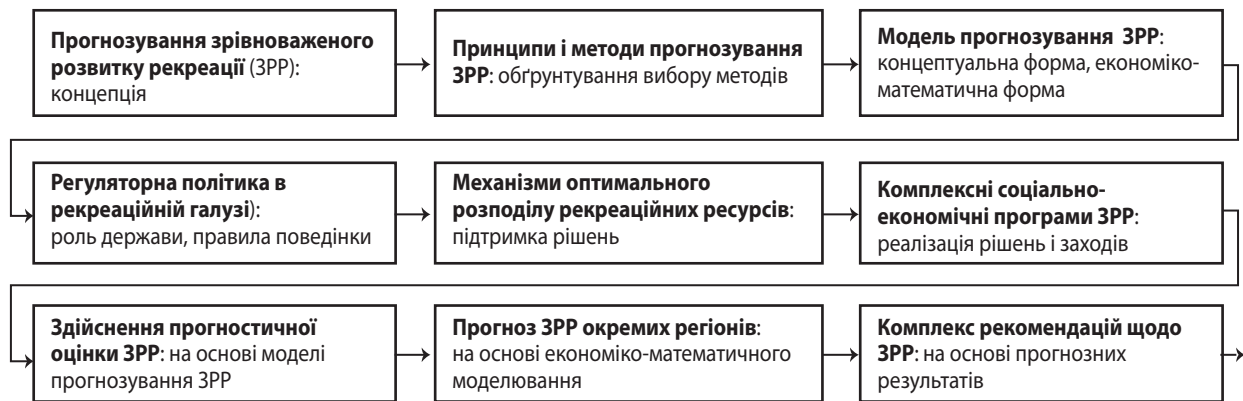 Прогнозування зрівноваженого
розвитку рекреації (ЗРР):
концепція
Принципи і методи прогнозування
ЗРР: обґрунтування вибору методів
Модель прогнозування ЗРР:
концептуальна форма, економіко-
математична форма
Регуляторна політика в
рекреаційній галузі):
роль держави, правила поведінки
Механізми оптимального
розподілу рекреаційних ресурсів:
підтримка рішень
Комплексні соціально-
економічні програми ЗРР:
реалізація рішень і заходів
Здійснення прогностичної
оцінки ЗРР: на основі моделі
прогнозування ЗРР
Прогноз ЗРР окремих регіонів:
на основі економіко-математичного
моделювання
Комплекс рекомендацій щодо
ЗРР: на основі прогнозних
результатів